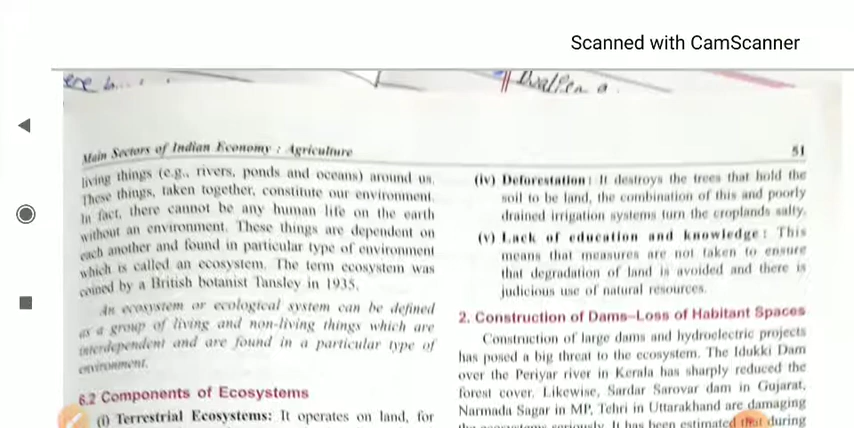 Scanned with CamScanner
Main Sectors of Indian Economy : Agriculture
51
living things (e.g., rivers, ponds and oceans) around us.
These things, taken together, constitute our environment.
In fact, there cannot be any human life on the earth
without an environment. These things are dependent on
each another and found in particular type of environment
which is called an ecosystem. The term ecosystem was
coined by a British botanist Tansley in 1935.
An ecosystem or ecological system can be defined
as a group of living and non-living things which are
interdependent and are found in a particular type of
environment.
6.2 Components of Ecosystems
(i) Terrestrial Ecosystems: It operates on land, for
(iv) Deforestation: It destroys the trees that hold the
soil to be land, the combination of this and poorly
drained irrigation systems turn the croplands salty.
(v) Lack of education and knowledge: This
means that measures are not taken to ensure
that degradation of land is avoided and there is
judicious use of natural resources.
2. Construction of Dams–Loss of Habitant Spaces
Construction of large dams and hydroelectric projects
has posed a big threat to the ecosystem. The Idukki Dam
over the Periyar river in Kerala has sharply reduced the
forest cover. Likewise, Sardar Sarovar dam in Gujarat,
Narmada Sagar in MP, Tehri in Uttarakhand are damaging
the ecosystems seriously. It has been estimated that during